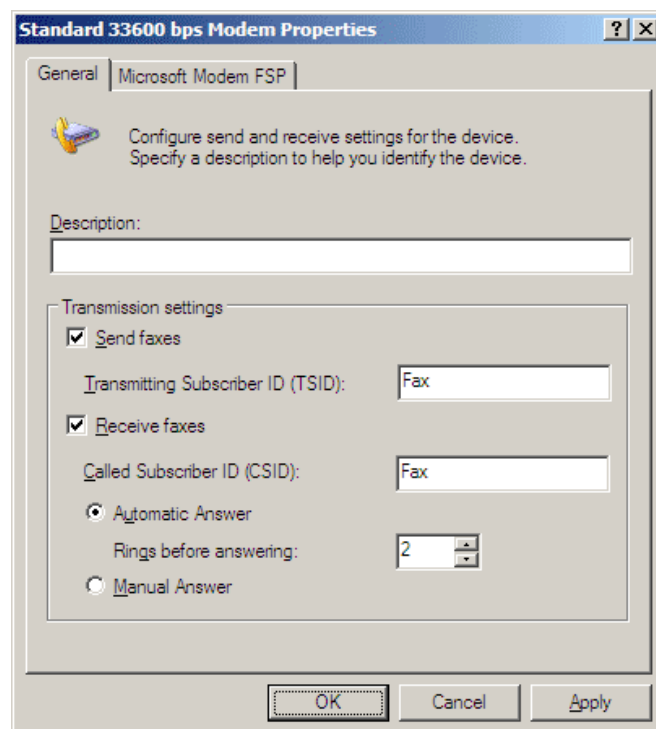 Standard 33600 bps Modem Properties
General
Microsoft Modem FSP
Configure send and receive settings for the device.
Specify a description to help you identify the device.
Description:
Transmission settings
Send faxes
Transmitting Subscriber ID (TSID):
Fax
Receive faxes
Called Subscriber ID (CSID):
Fax
Automatic Answer
Rings before answering:
2
Manual Answer
OK
Cancel
Apply